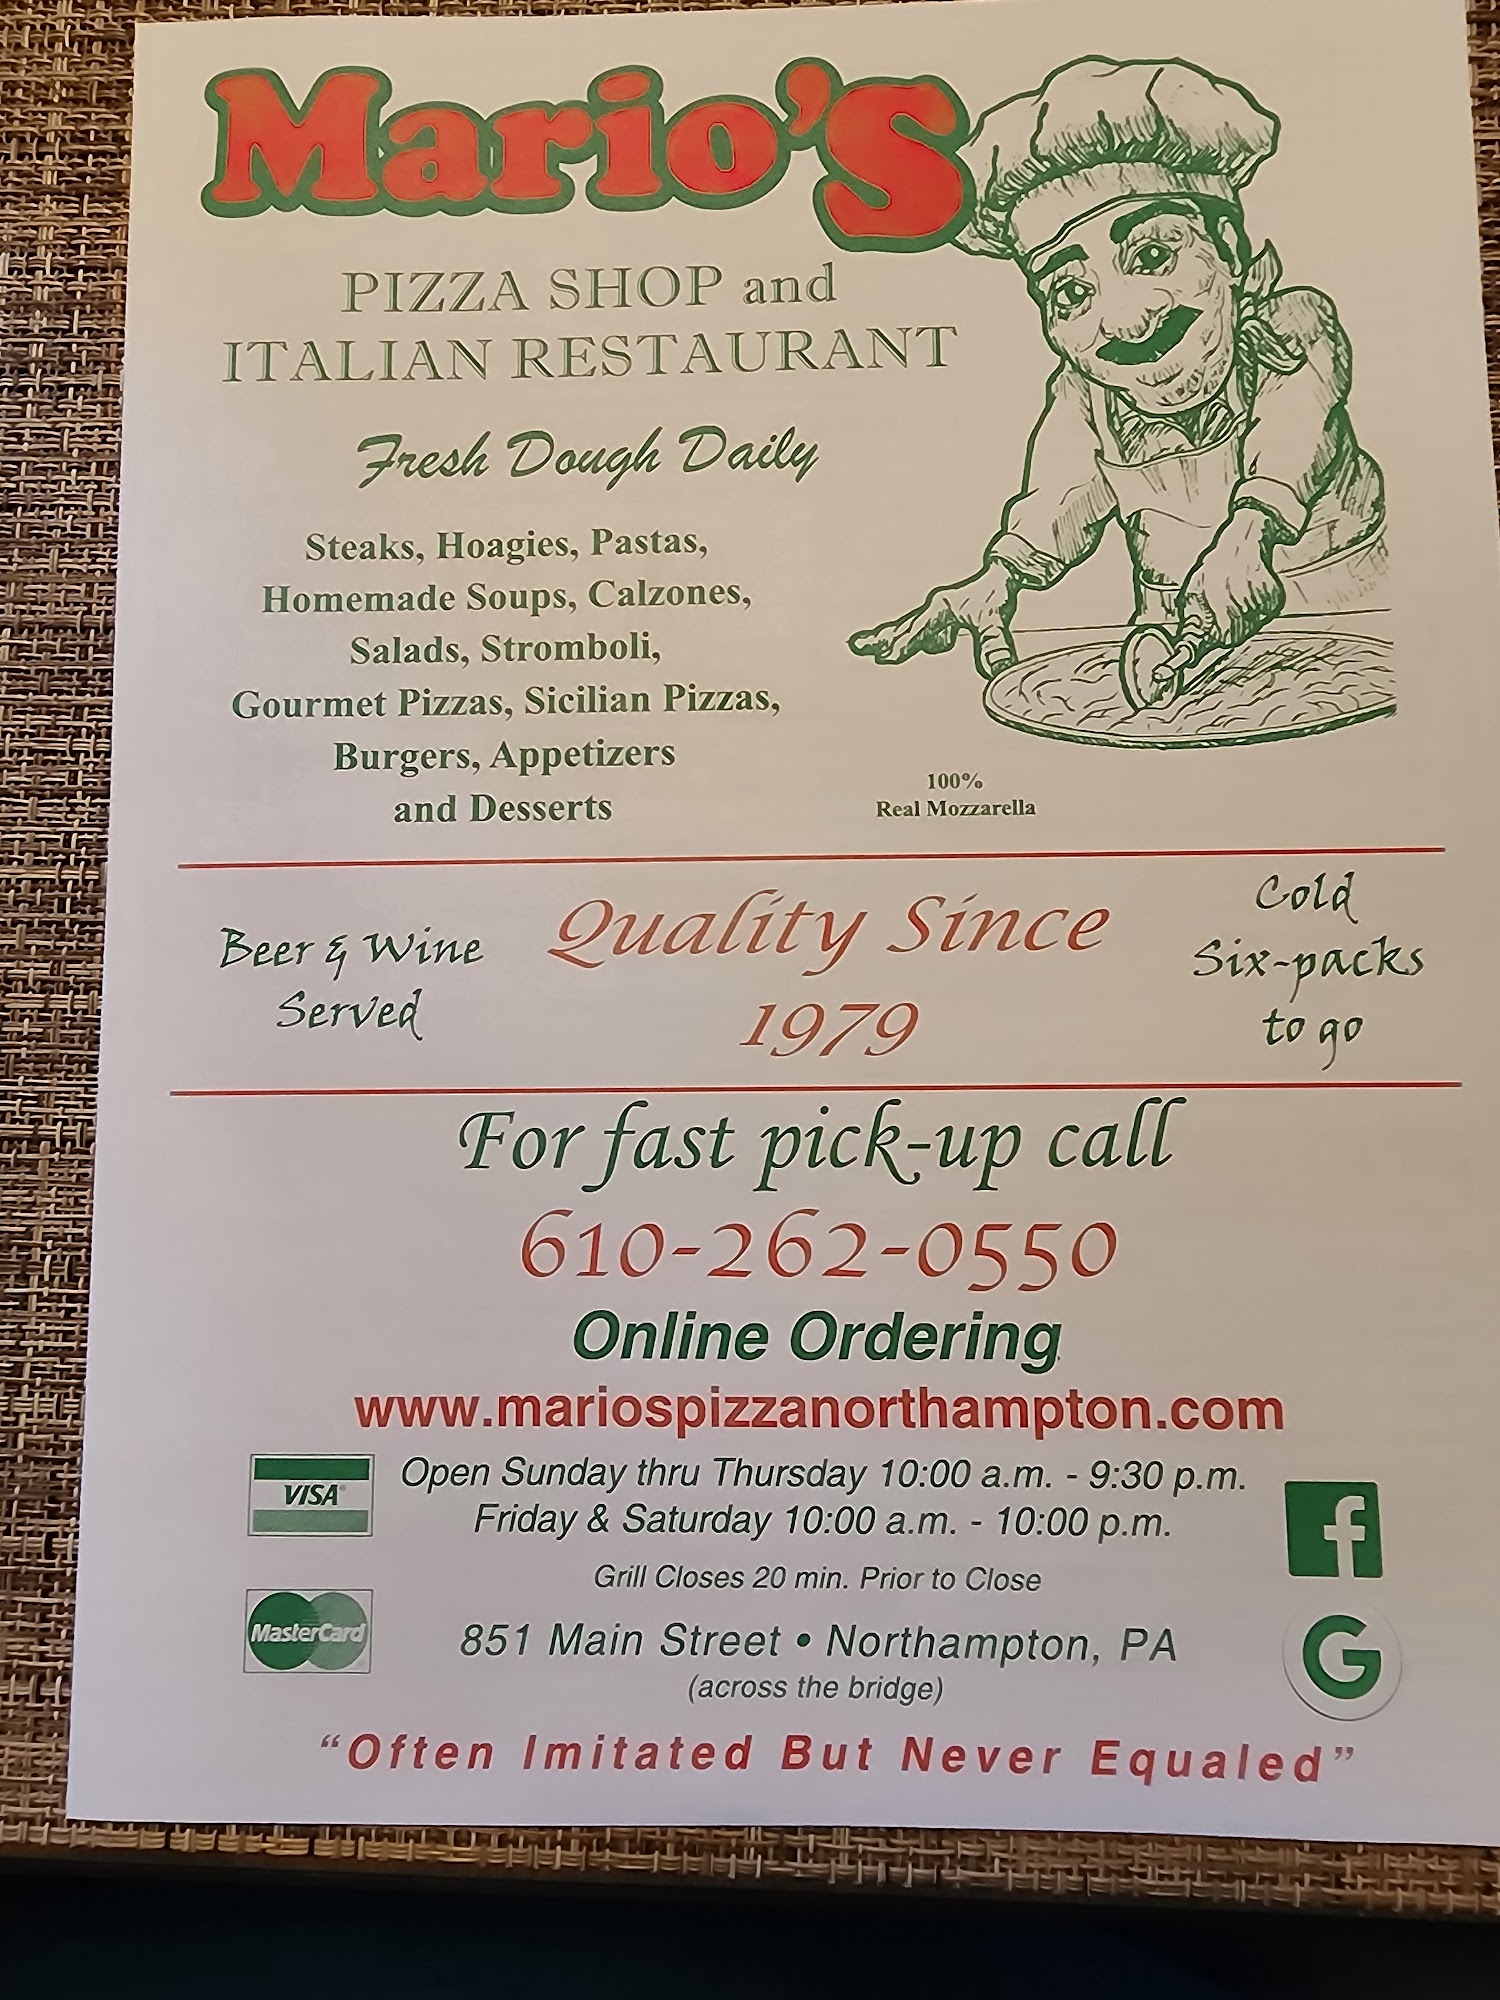 Mario's
PIZZA SHOP and
ITALIAN RESTAURANT
Fresh Dough Daily
Steaks, Hoagies, Pastas,
Homemade Soups, Calzones,
Salads, Stromboli,
Gourmet Pizzas, Sicilian Pizzas,
Burgers, Appetizers
and Desserts
100%
Real Mozzarella
Beer & Wine
Served
Quality Since
1979
Cold
Six-packs
to go
For fast pick-up call
610-262-0550
Online Ordering
www.mariospizzanorthampton.com
VISA
Open Sunday thru Thursday 10:00 a.m. - 9:30 p.m.
Friday & Saturday 10:00 a.m. - 10:00 p.m.
f
Grill Closes 20 min. Prior to Close
MasterCard
851 Main Street • Northampton, PA
(across the bridge)
G
“Often Imitated But Never Equaled”